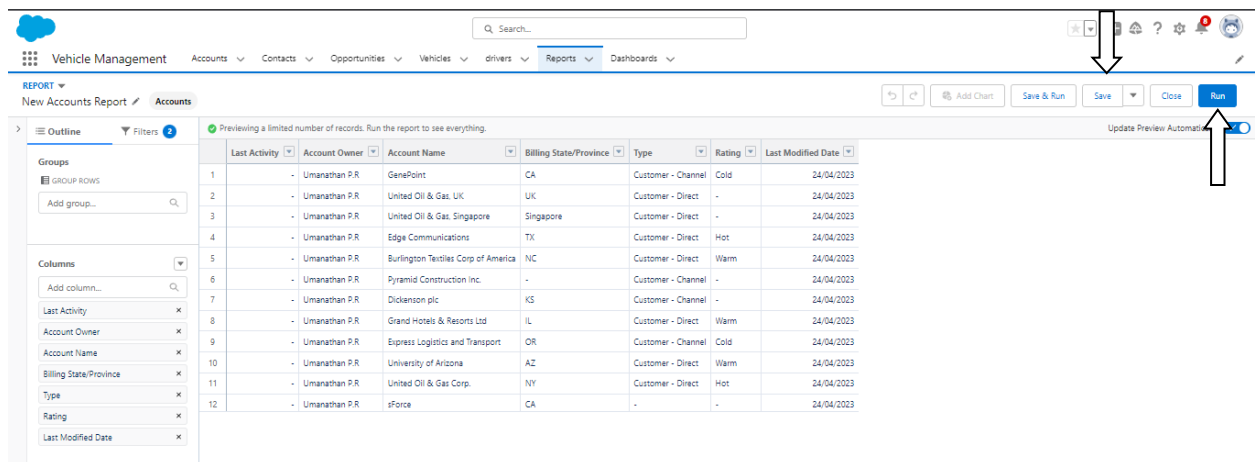 Search...
8
Vehicle Management Accounts Contacts Opportunities Vehicles drivers Reports Dashboards
REPORT
New Accounts Report Accounts
Add Chart Save & Run Save Close Run
Outline Filters 2
Previewing a limited number of records. Run the report to see everything.
Update Preview
Groups
GROUP ROWS
Add group...
Columns
Add column...
Last Activity
Account Owner
Account Name
Billing State/Province
Type
Rating
Last Modified Date
Last Activity Account Owner Account Name Billing State/Province Type Rating Last Modified Date
1 - Umanathan P.R GenePoint CA Customer - Channel Cold 24/04/2023
2 - Umanathan P.R United Oil & Gas, UK UK Customer - Direct - 24/04/2023
3 - Umanathan P.R United Oil & Gas, Singapore Singapore Customer - Direct - 24/04/2023
4 - Umanathan P.R Edge Communications TX Customer - Direct Hot 24/04/2023
5 - Umanathan P.R Burlington Textiles Corp of America NC Customer - Direct Warm 24/04/2023
6 - Umanathan P.R Pyramid Construction Inc. - Customer - Channel - 24/04/2023
7 - Umanathan P.R Dickenson plc KS Customer - Channel - 24/04/2023
8 - Umanathan P.R Grand Hotels & Resorts Ltd IL Customer - Direct Warm 24/04/2023
9 - Umanathan P.R Express Logistics and Transport OR Customer - Channel Cold 24/04/2023
10 - Umanathan P.R University of Arizona AZ Customer - Direct Warm 24/04/2023
11 - Umanathan P.R United Oil & Gas Corp. NY Customer - Direct Hot 24/04/2023
12 - Umanathan P.R sForce CA - - 24/04/2023